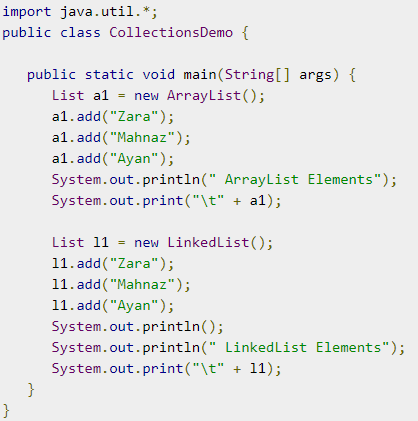 import java.util.*;
public class CollectionsDemo {
public static void main(String[] args) {
List a1 = new ArrayList();
a1.add("Zara");
a1.add("Mahnaz");
a1.add("Ayan");
System.out.println(" ArrayList Elements");
System.out.print("\t" + a1);
List l1 = new LinkedList();
l1.add("Zara");
l1.add("Mahnaz");
l1.add("Ayan");
System.out.println();
System.out.println(" LinkedList Elements");
System.out.print("\t" + l1);
}
}